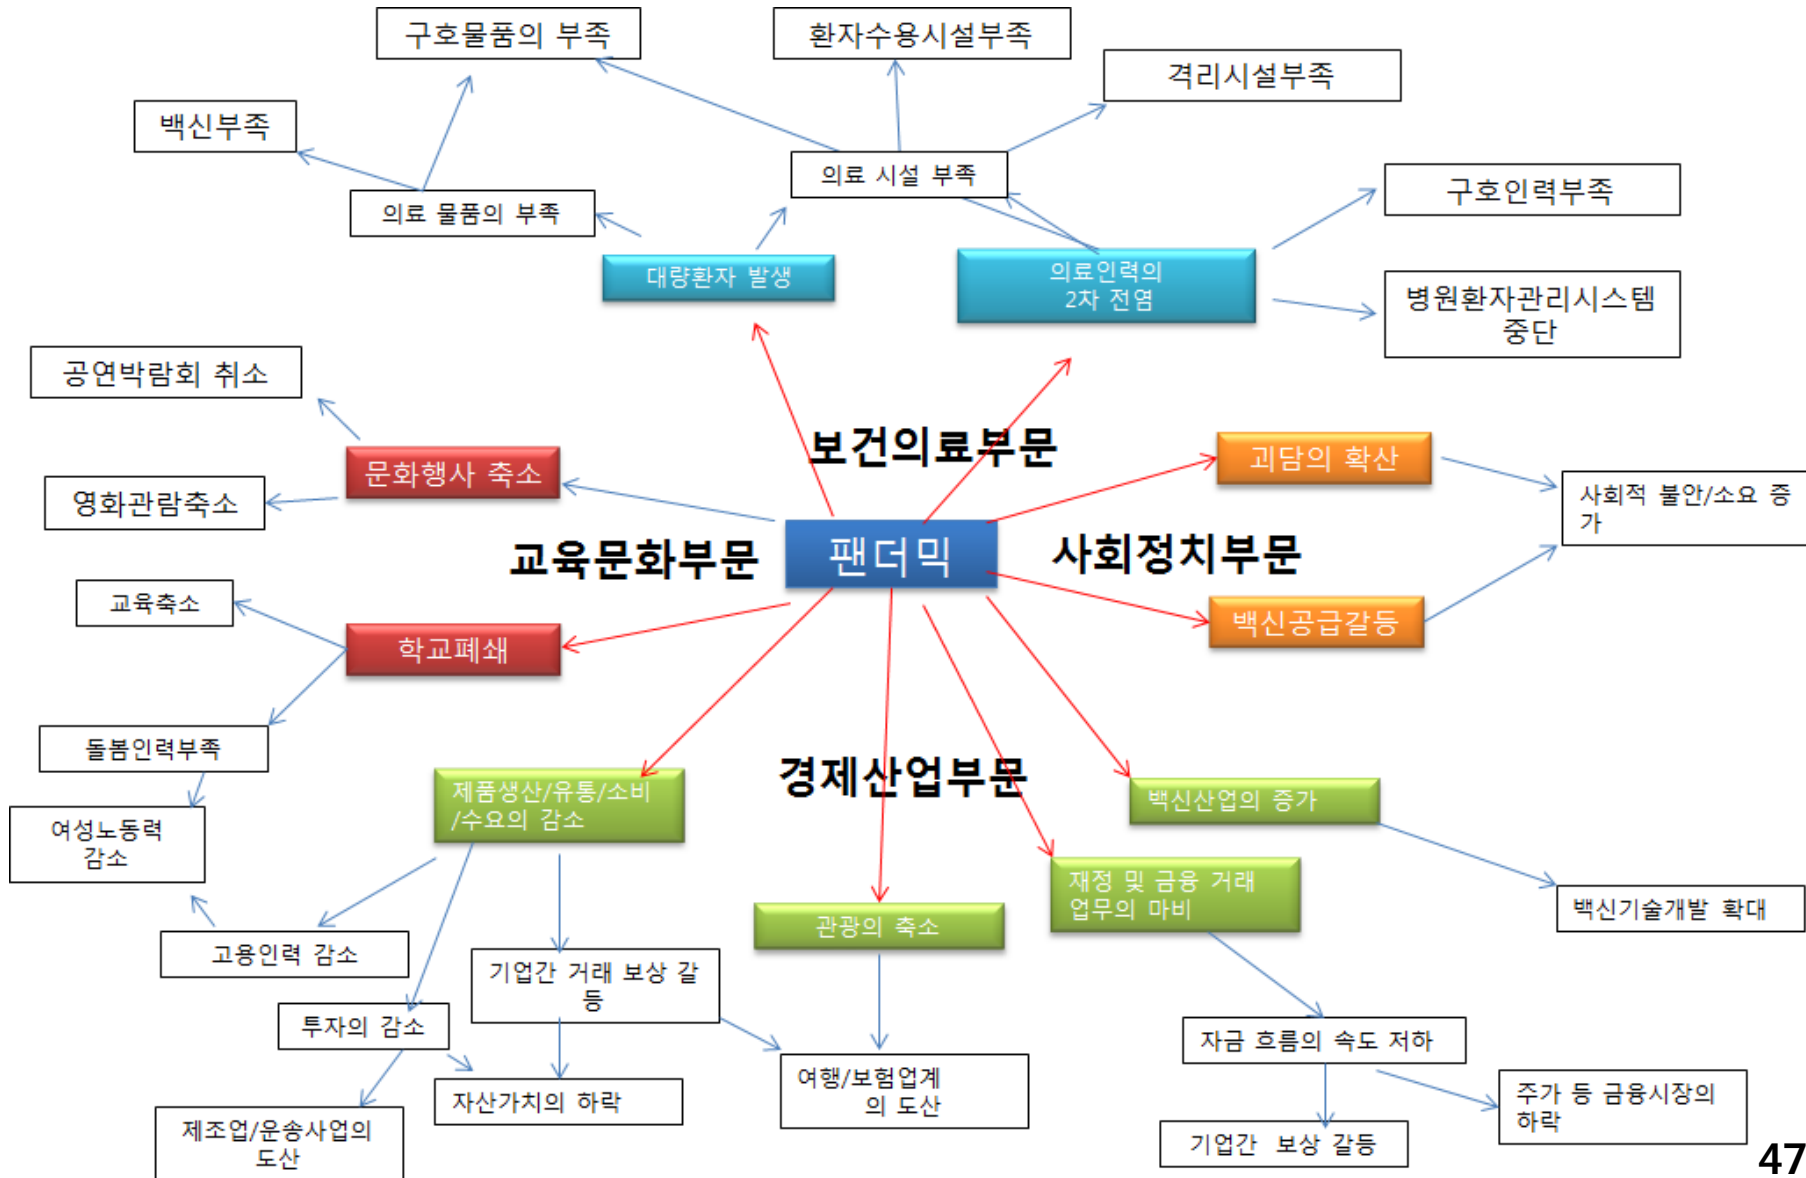 구호물품의 부족
환자수용시설부족
격리시설부족
백신부족
의료 시설 부족
의료 물품의 부족
구호인력부족
대량환자 발생
의료인력의
2차 전염
병원환자관리시스템
중단
공연박람회 취소
보건의료부문
문화행사 축소
괴담의 확산
영화관람축소
사회적 불안/소요 증
가
교육문화부문
팬더믹
사회정치부문
교육축소
학교폐쇄
백신공급갈등
돌봄인력부족
경제산업부문
제품생산/유통/소비
/수요의 감소
백신산업의 증가
여성노동력
감소
재정 및 금융 거래
업무의 마비
백신기술개발 확대
관광의 축소
고용인력 감소
기업간 거래 보상 갈
등
투자의 감소
자금 흐름의 속도 저하
자산가치의 하락
여행/보험업계
의 도산
주가 등 금융시장의
하락
제조업/운송사업의
도산
기업간 보상 갈등
47